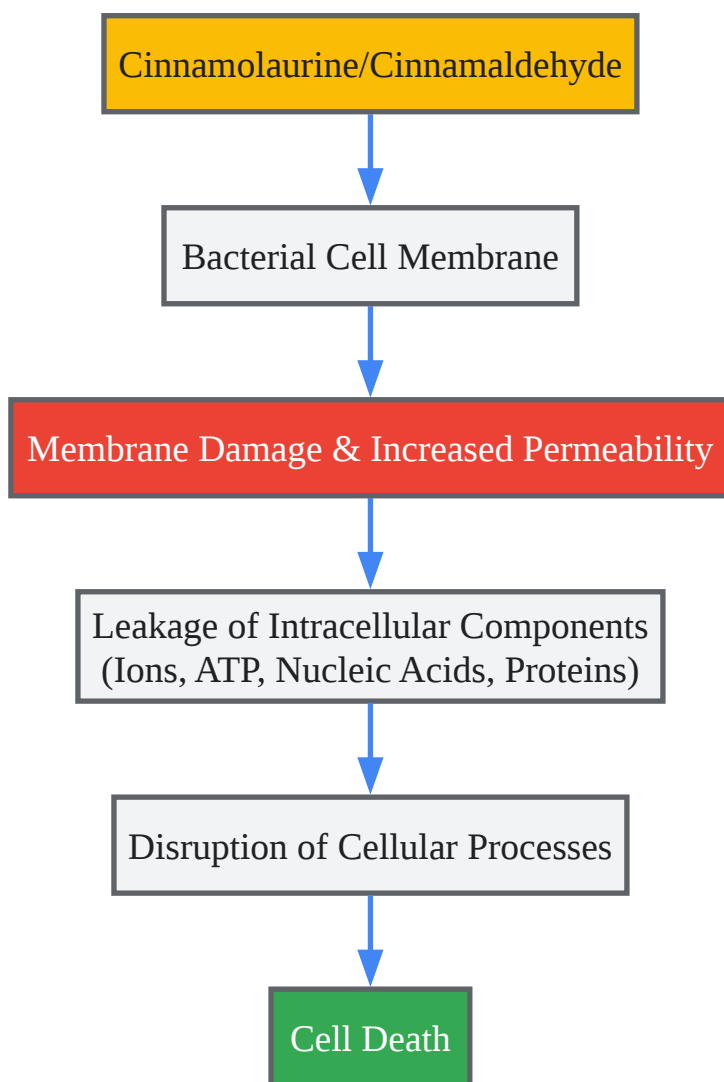 Cinnamolaurine/Cinnamaldehyde
Bacterial Cell Membrane
Membrane Damage & Increased Permeability
Leakage of Intracellular Components
(Ions, ATP, Nucleic Acids, Proteins)
Disruption of Cellular Processes
Cell Death